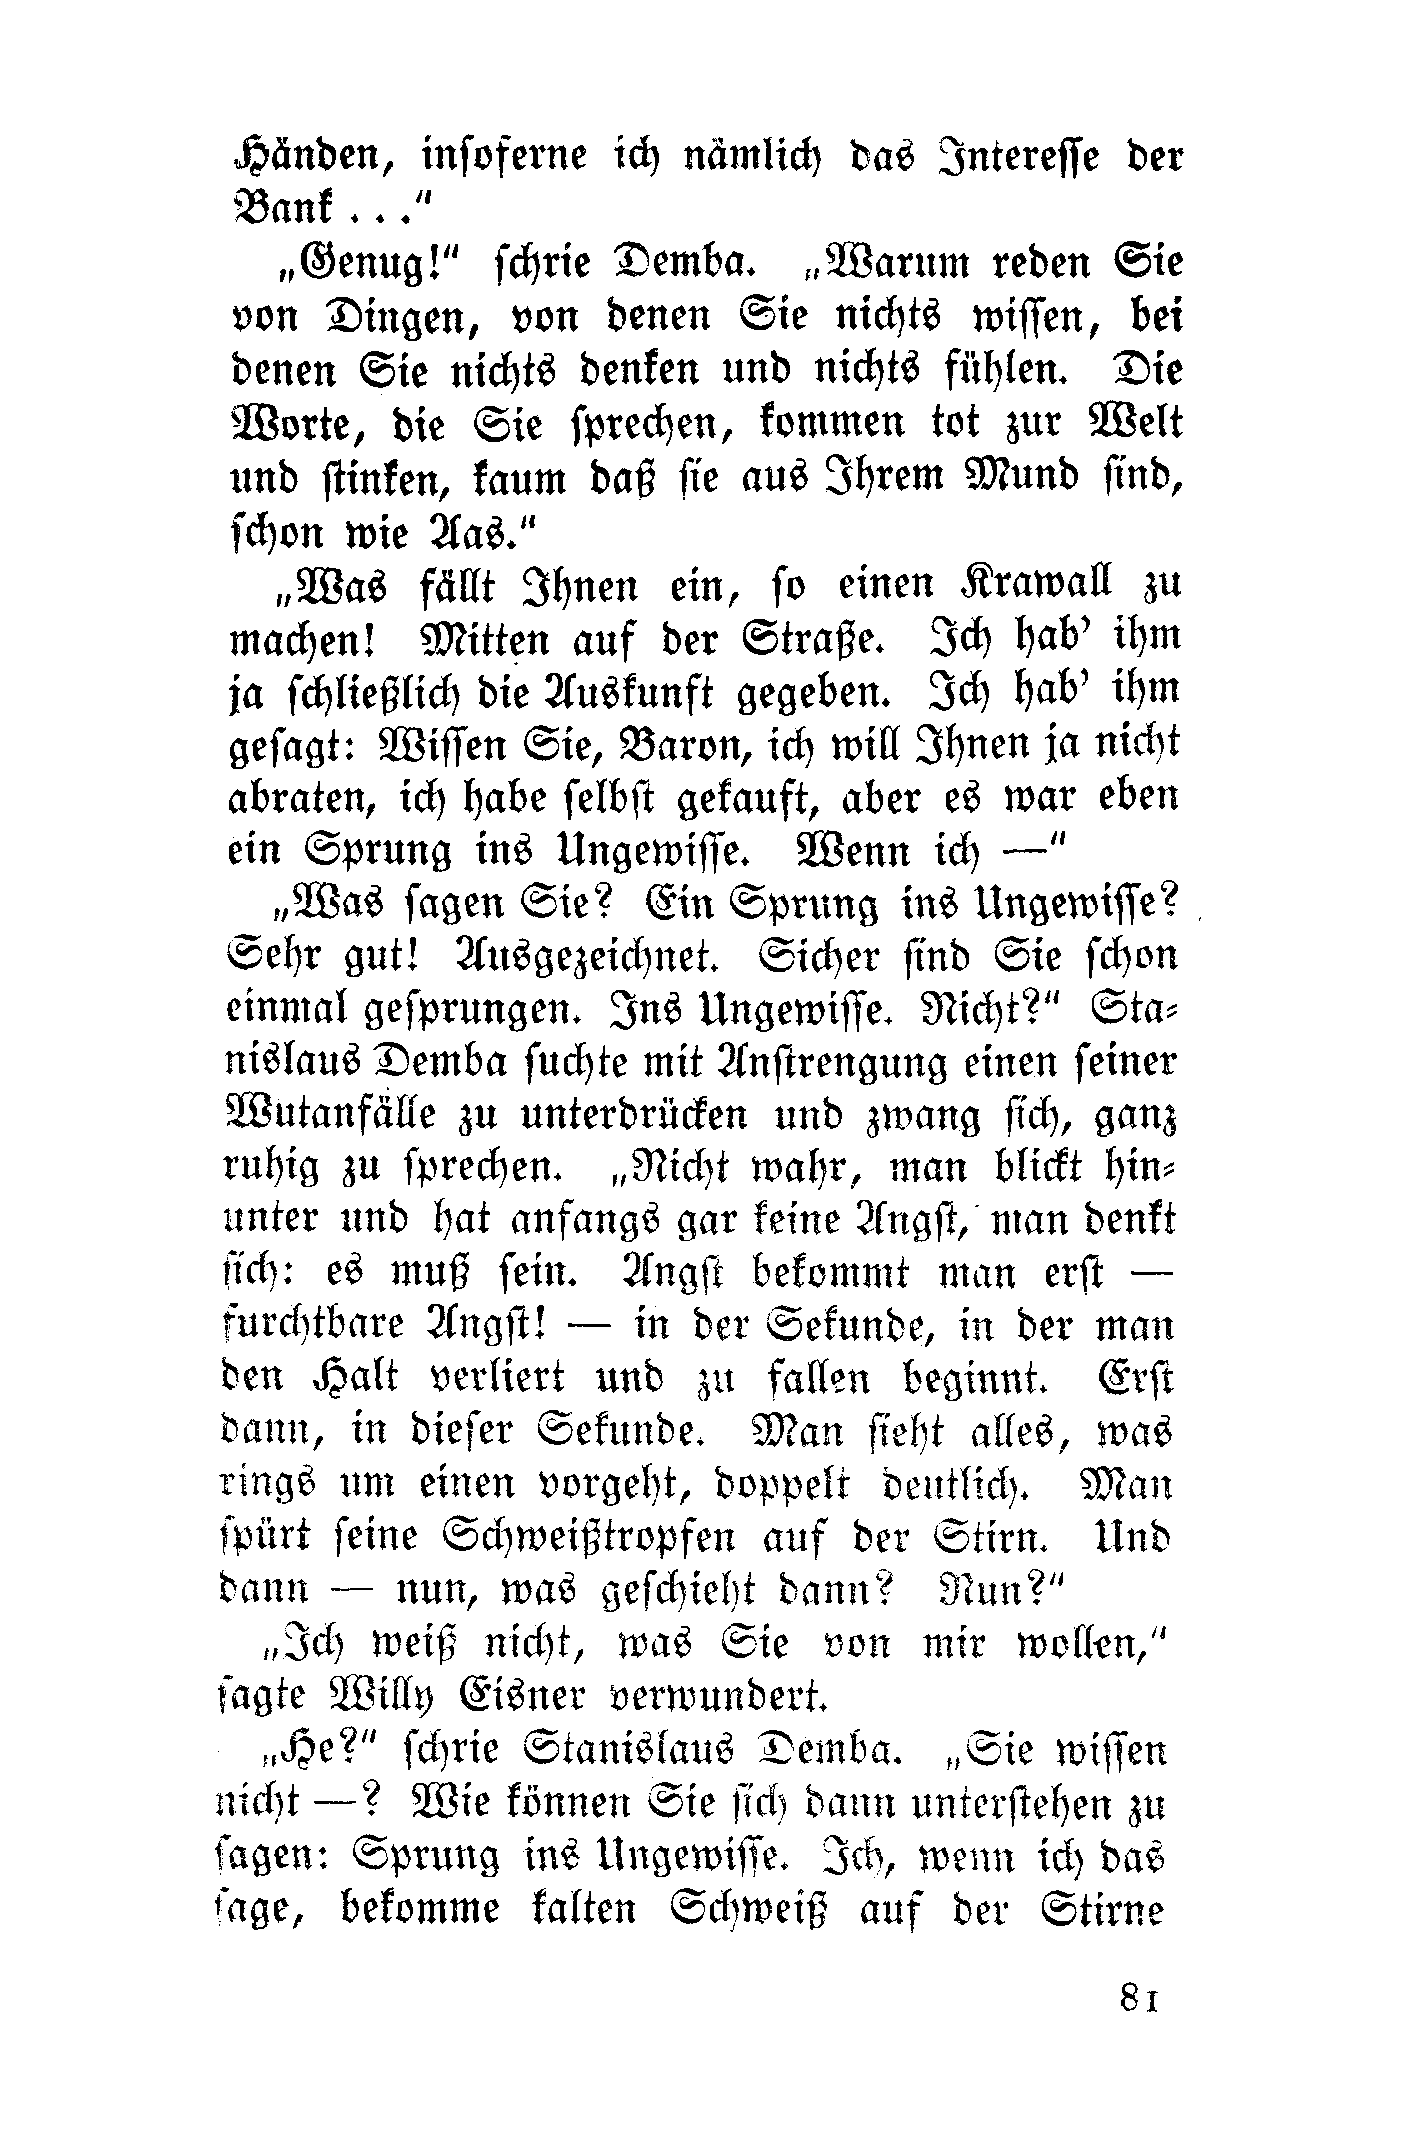 Händen, insoferne ich nämlich das Interesse der
Bank . . .“
„Genug!“ schrie Demba. „Warum reden Sie
von Dingen, von denen Sie nichts wissen, bei
denen Sie nichts denken und nichts fühlen. Die
Worte, die Sie sprechen, kommen tot zur Welt
und stinken, kaum daß sie aus Ihrem Mund sind,
schon wie Aas.“
„Was fällt Ihnen ein, so einen Krawall zu
machen! Mitten auf der Straße. Ich hab’ ihm
ja schließlich die Auskunft gegeben. Ich hab’ ihm
gesagt: Wissen Sie, Baron, ich will Ihnen ja nicht
abraten, ich habe selbst gekauft, aber es war eben
ein Sprung ins Ungewisse. Wenn ich —“
„Was sagen Sie? Ein Sprung ins Ungewisse?
Sehr gut! Ausgezeichnet. Sicher sind Sie schon
einmal gesprungen. Ins Ungewisse. Nicht?“ Sta-
nislaus Demba suchte mit Anstrengung einen seiner
Wutanfälle zu unterdrücken und zwang sich, ganz
ruhig zu sprechen. „Nicht wahr, man blickt hin-
unter und hat anfangs gar keine Angst, man denkt
sich: es muß sein. Angst bekommt man erst —
furchtbare Angst! — in der Sekunde, in der man
den Halt verliert und zu fallen beginnt. Erst
dann, in dieser Sekunde. Man sieht alles, was
rings um einen vorgeht, doppelt deutlich. Man
spürt seine Schweißtropfen auf der Stirn. Und
dann — nun, was geschieht dann? Nun?“
„Ich weiß nicht, was Sie von mir wollen,“
sagte Willy Eisner verwundert.
„He?“ schrie Stanislaus Demba. „Sie wissen
nicht —? Wie können Sie sich dann unterstehen zu
sagen: Sprung ins Ungewisse. Ich, wenn ich das
sage, bekomme kalten Schweiß auf der Stirne
81